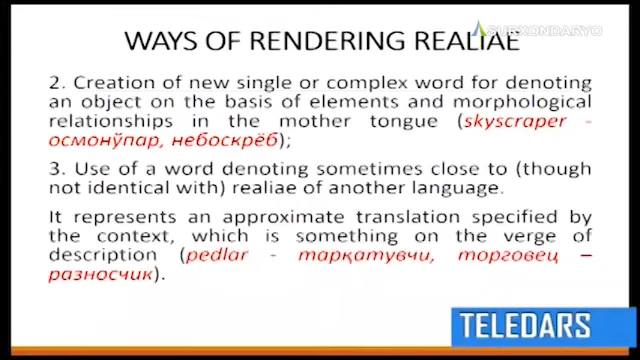 SURXONDARYO
WAYS OF RENDERING REALIAE
2. Creation of new single or complex word for denoting
an object on the basis of elements and morphological
relationships in the mother tongue (skyscraper -
осмонўпар, небоскрёб);
3. Use of a word denoting sometimes close to (though
not identical with) realiae of another language.
It represents an approximate translation specified by
the context, which is something on the verge of
description (pedlar - тарқатувчи, торговец –
разносчик).
TELEDARS